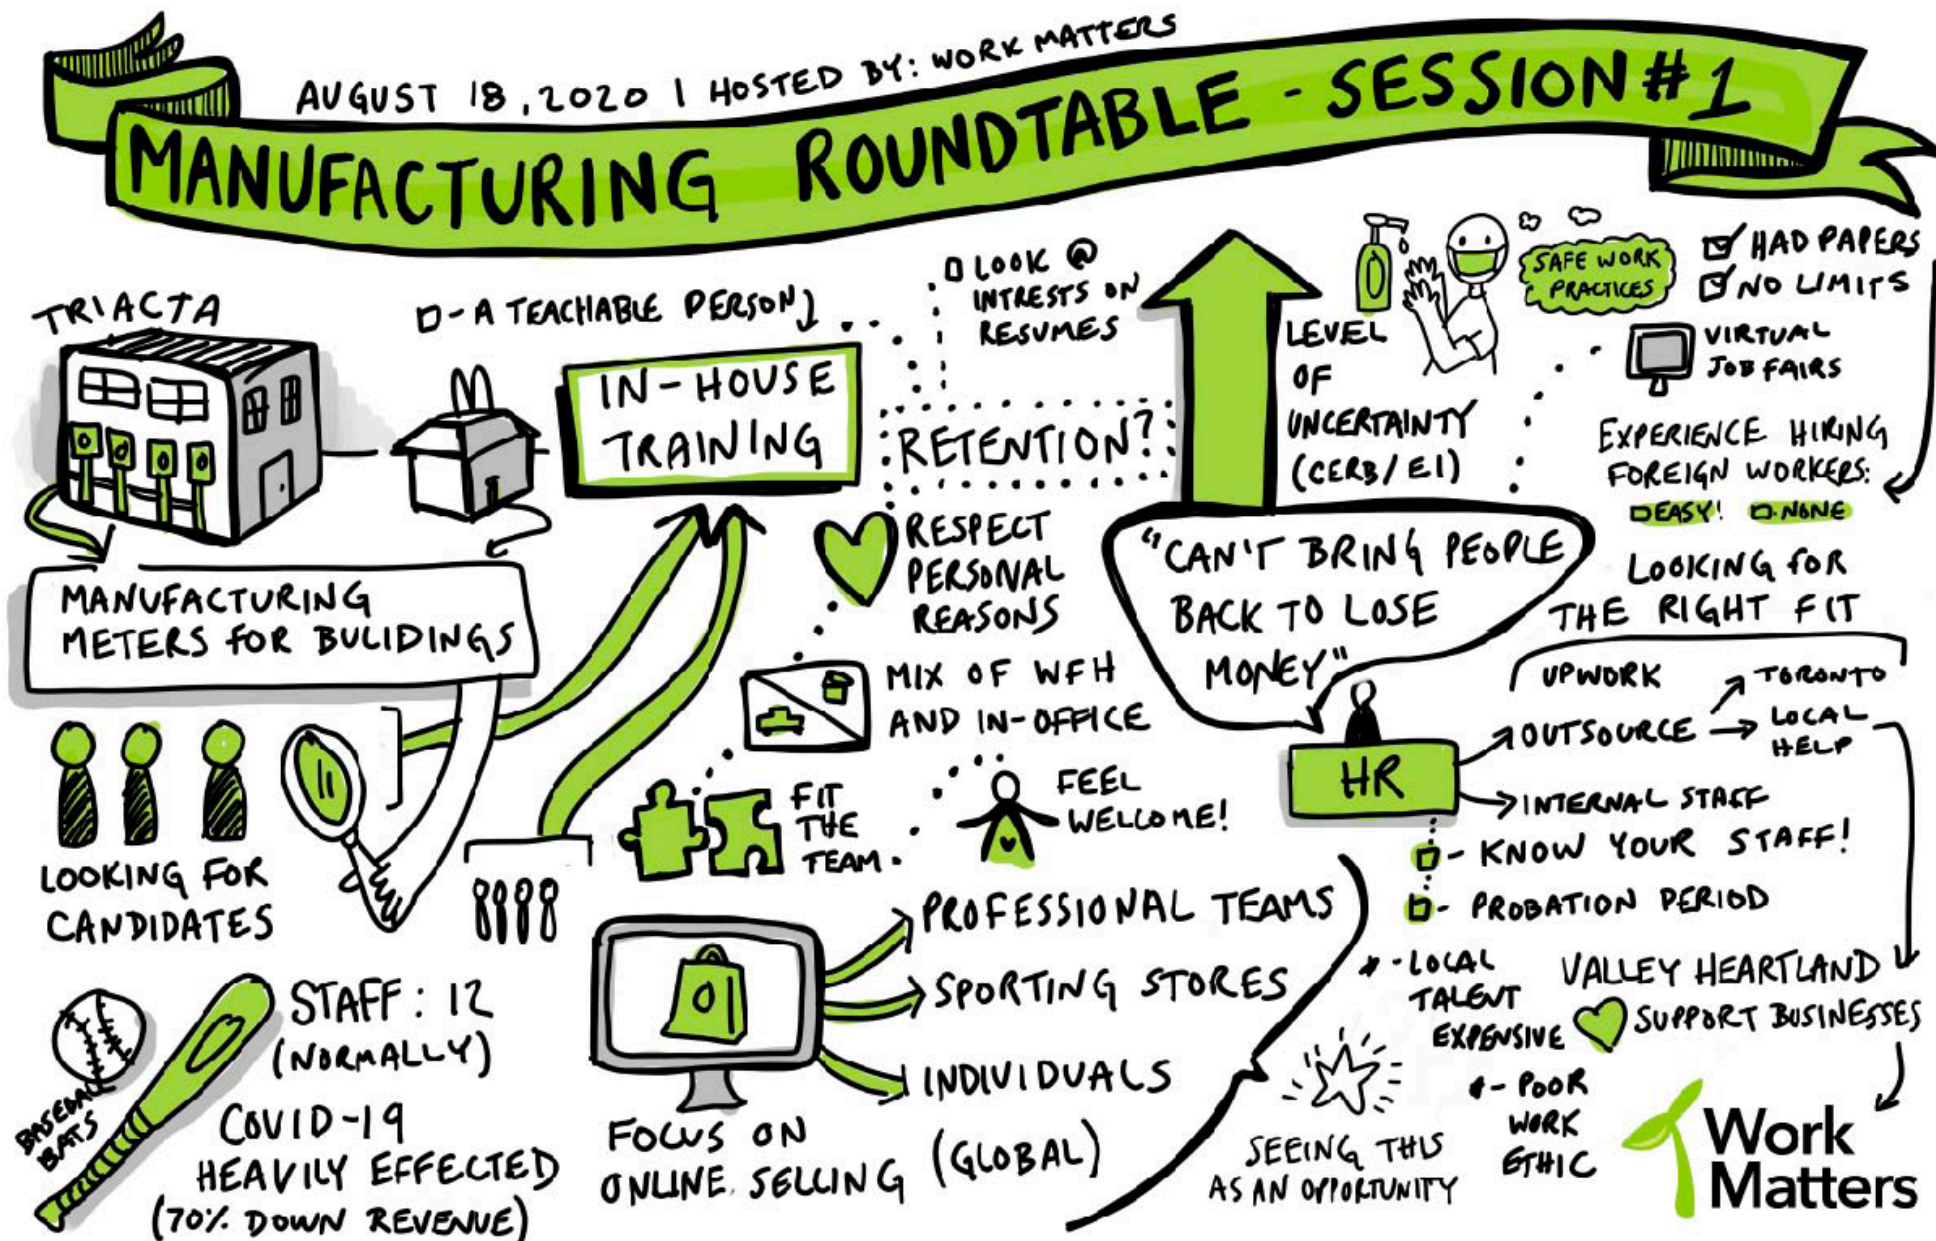 AUGUST 18, 2020 | HOSTED BY: WORK MATTERS
MANUFACTURING ROUNDTABLE - SESSION #1
TRIACTA
MANUFACTURING
METERS FOR BULIDINGS
- A TEACHABLE PERSON
IN-HOUSE
TRAINING
LOOK @
INTRESTS ON
RESUMES
RETENTION?
RESPECT
PERSONAL
REASONS
MIX OF WFH
AND IN-OFFICE
FIT
THE
TEAM
FEEL
WELCOME!
LOOKING FOR
CANDIDATES
LEVEL
OF
UNCERTAINTY
(CERB/EI)
SAFE WORK
PRACTICES
HAD PAPERS
NO LIMITS
VIRTUAL
JOB FAIRS
EXPERIENCE HIRING
FOREIGN WORKERS:
EASY! NONE
"CAN'T BRING PEOPLE
BACK TO LOSE
MONEY"
LOOKING FOR
THE RIGHT FIT
HR
UPWORK
OUTSOURCE
TORONTO
LOCAL
HELP
INTERNAL STAFF
- KNOW YOUR STAFF!
- PROBATION PERIOD
BASEBALL
BATS
STAFF: 12
(NORMALLY)
COVID-19
HEAVILY EFFECTED
(70% DOWN REVENUE)
FOCUS ON
ONLINE SELLING
PROFESSIONAL TEAMS
SPORTING STORES
INDIVIDUALS
(GLOBAL)
SEEING THIS
AS AN OPPORTUNITY
* - LOCAL
TALENT
EXPENSIVE
* - POOR
WORK
ETHIC
VALLEY HEARTLAND
SUPPORT BUSINESSES
Work
Matters